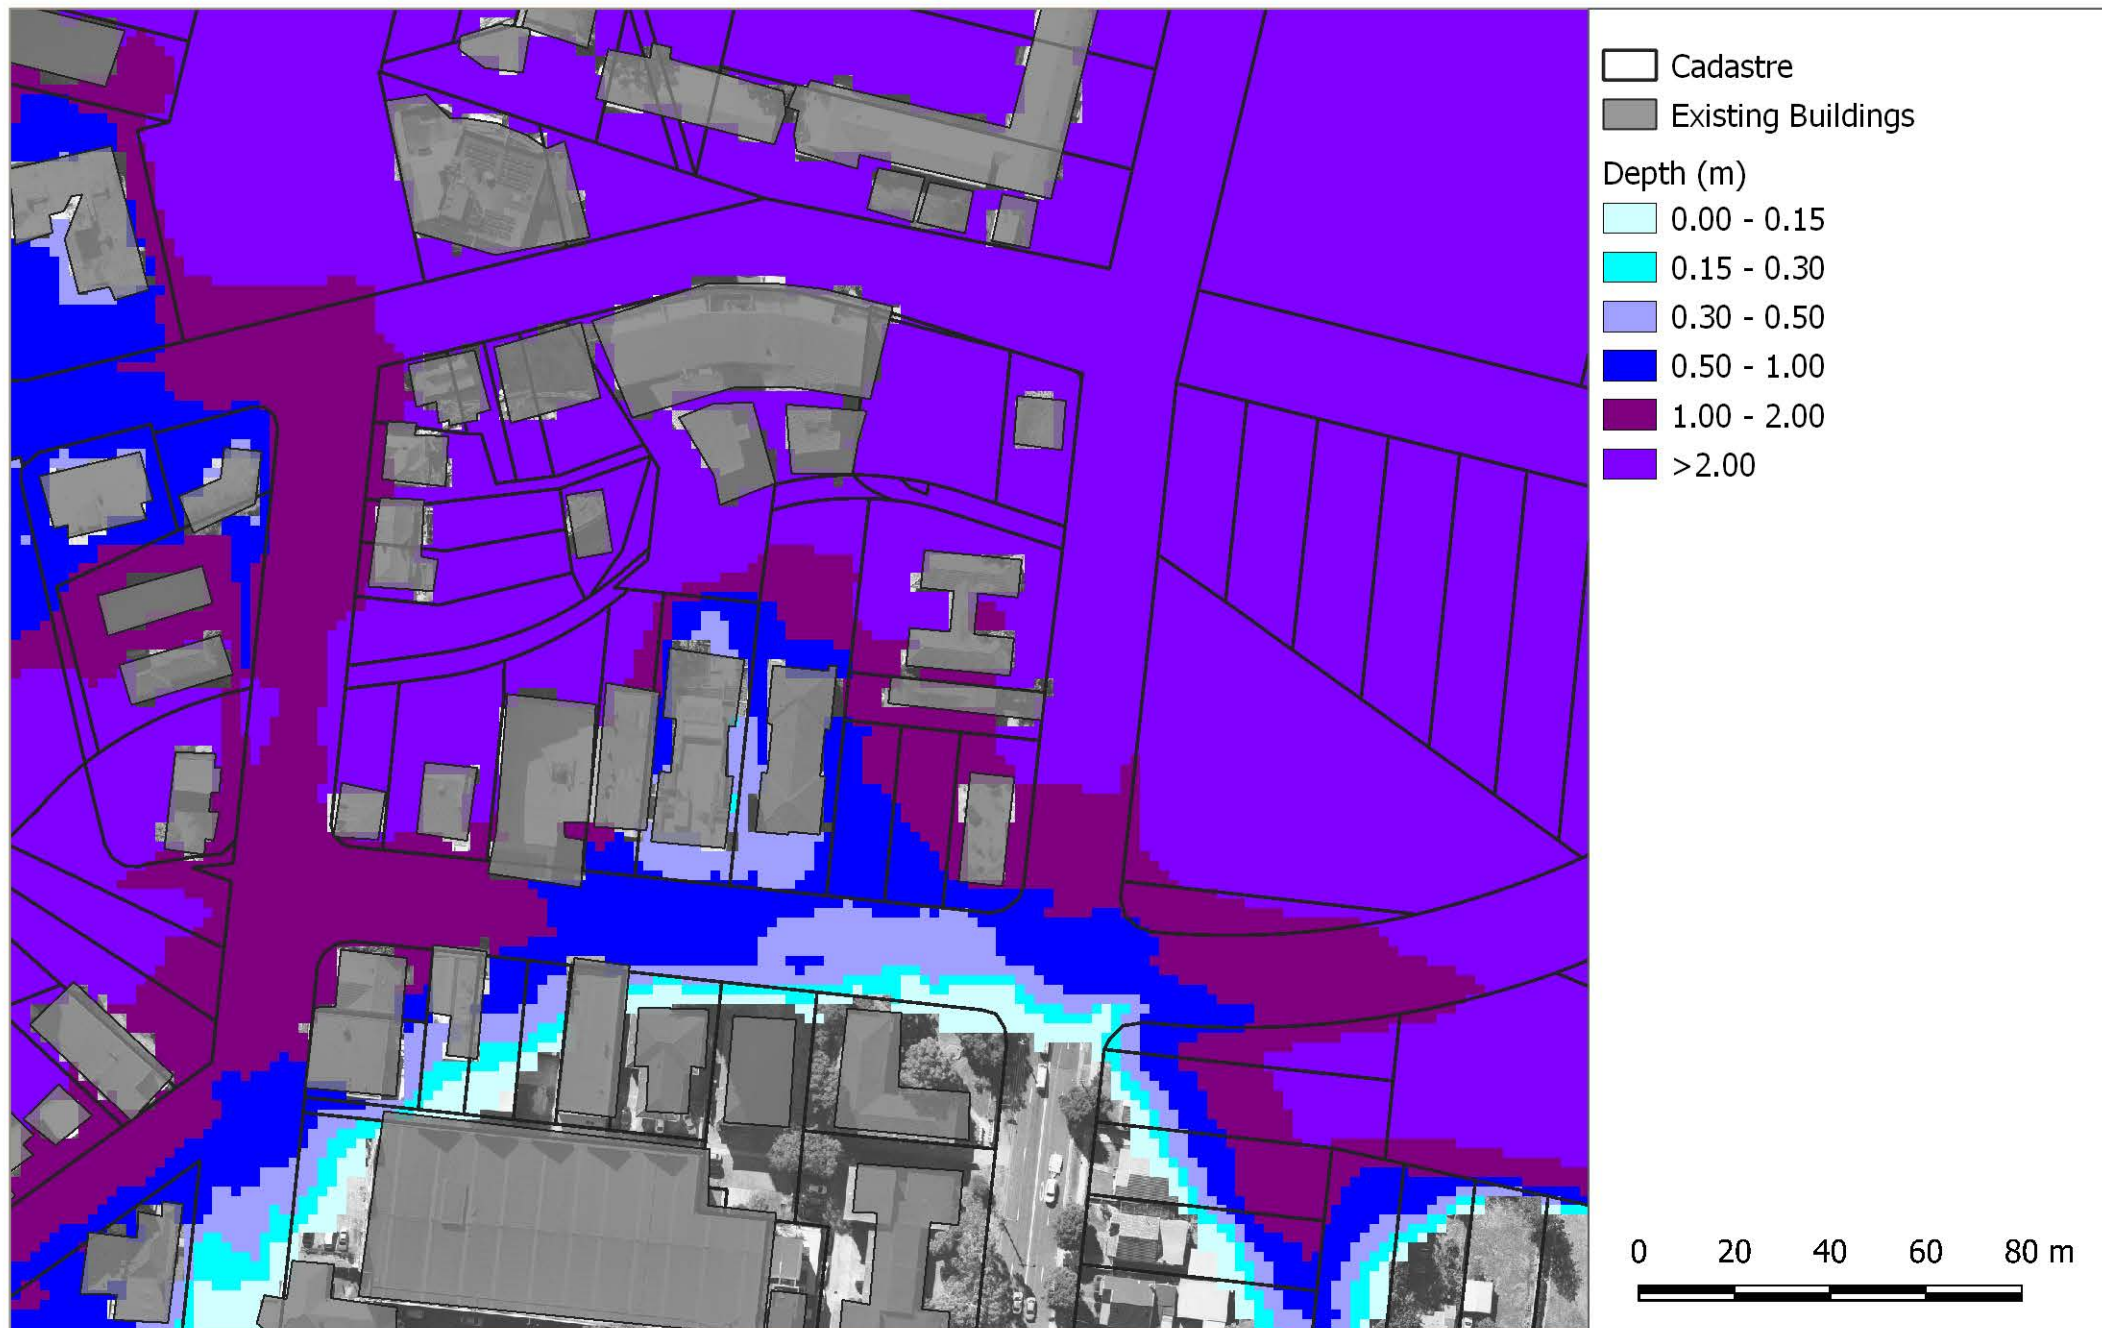 Cadastre
Existing Buildings
Depth (m)
0.00 - 0.15
0.15 - 0.30
0.30 - 0.50
0.50 - 1.00
1.00 - 2.00
>2.00
0 20 40 60 80 m